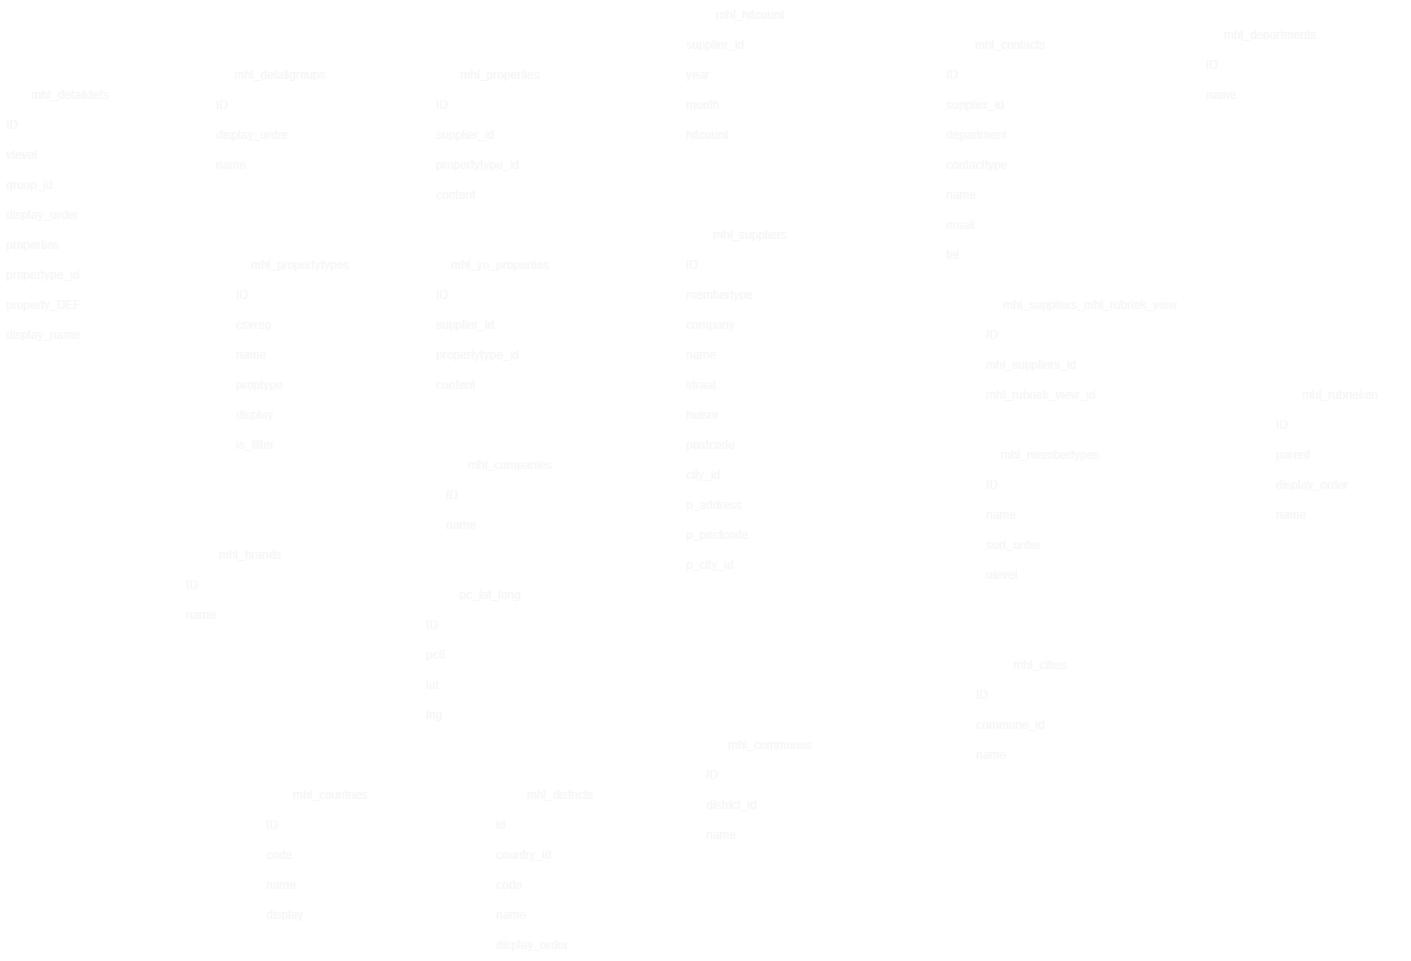 mhl_detaildefs
ID
vlevel
group_id
display_order
properties
propertype_id
property_DEF
display_name
mhl_detailgroups
ID
display_order
name
mhl_properties
ID
supplier_id
propertytype_id
content
mhl_hitcount
supplier_id
year
month
hitcount
mhl_contacts
ID
supplier_id
department
contacttype
name
email
tel
mhl_departments
ID
name
mhl_propertytypes
ID
name
proptype
display
is_filter
mhl_yn_properties
ID
supplier_id
propertytype_id
content
mhl_suppliers
ID
membertype
company
name
straat
huisnr
postcode
city_id
p_address
p_postcode
p_city_id
mhl_suppliers_mhl_rubriek_view
ID
mhl_suppliers_id
mhl_rubriek_view_id
mhl_rubrieken
ID
parent
display_order
name
mhl_membertypes
ID
name
sort_order
mhl_companies
ID
name
mhl_brands
ID
name
pc_lat_long
ID
pc6
lat
lng
mhl_cities
ID
commune_id
name
mhl_communes
ID
district_id
name
mhl_countries
ID
code
name
display
mhl_districts
id
country_id
code
name
display_order